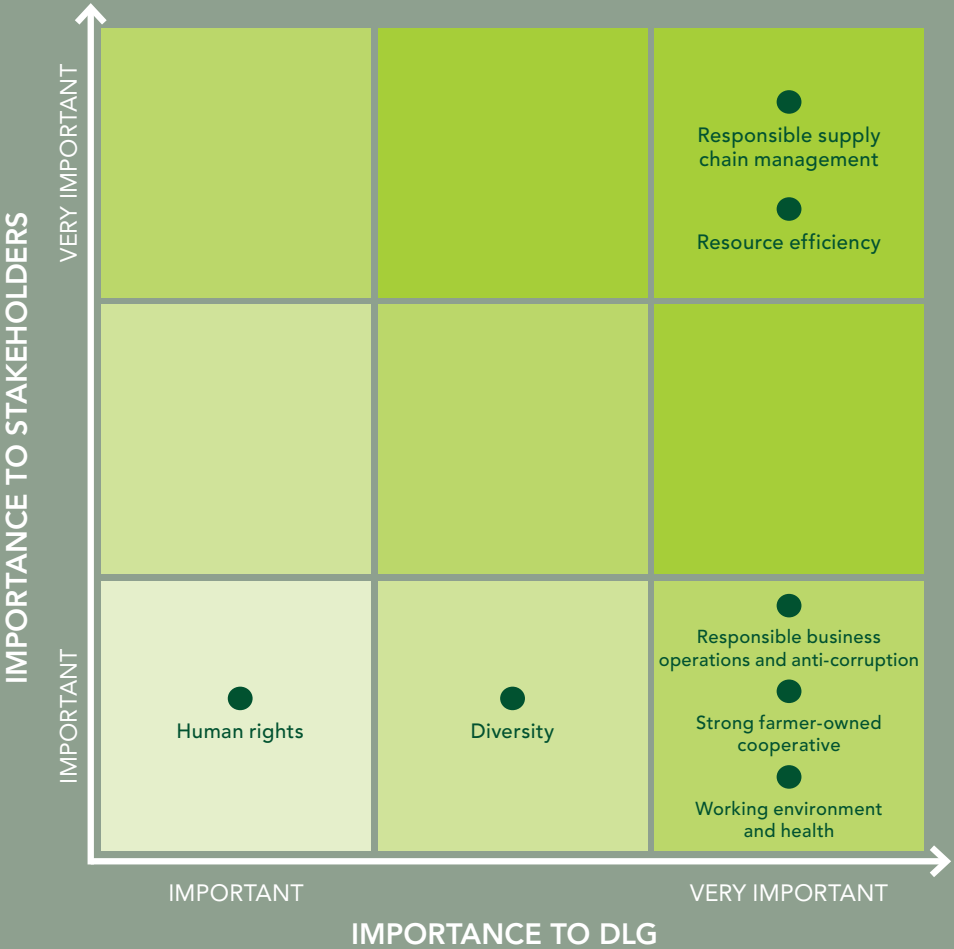 IMPORTANCE TO STAKEHOLDERS
VERY IMPORTANT
IMPORTANT
Responsible supply
chain management
Resource efficiency
Responsible business
operations and anti-corruption
Strong farmer-owned
cooperative
Working environment
and health
Human rights
Diversity
IMPORTANT
VERY IMPORTANT
IMPORTANCE TO DLG